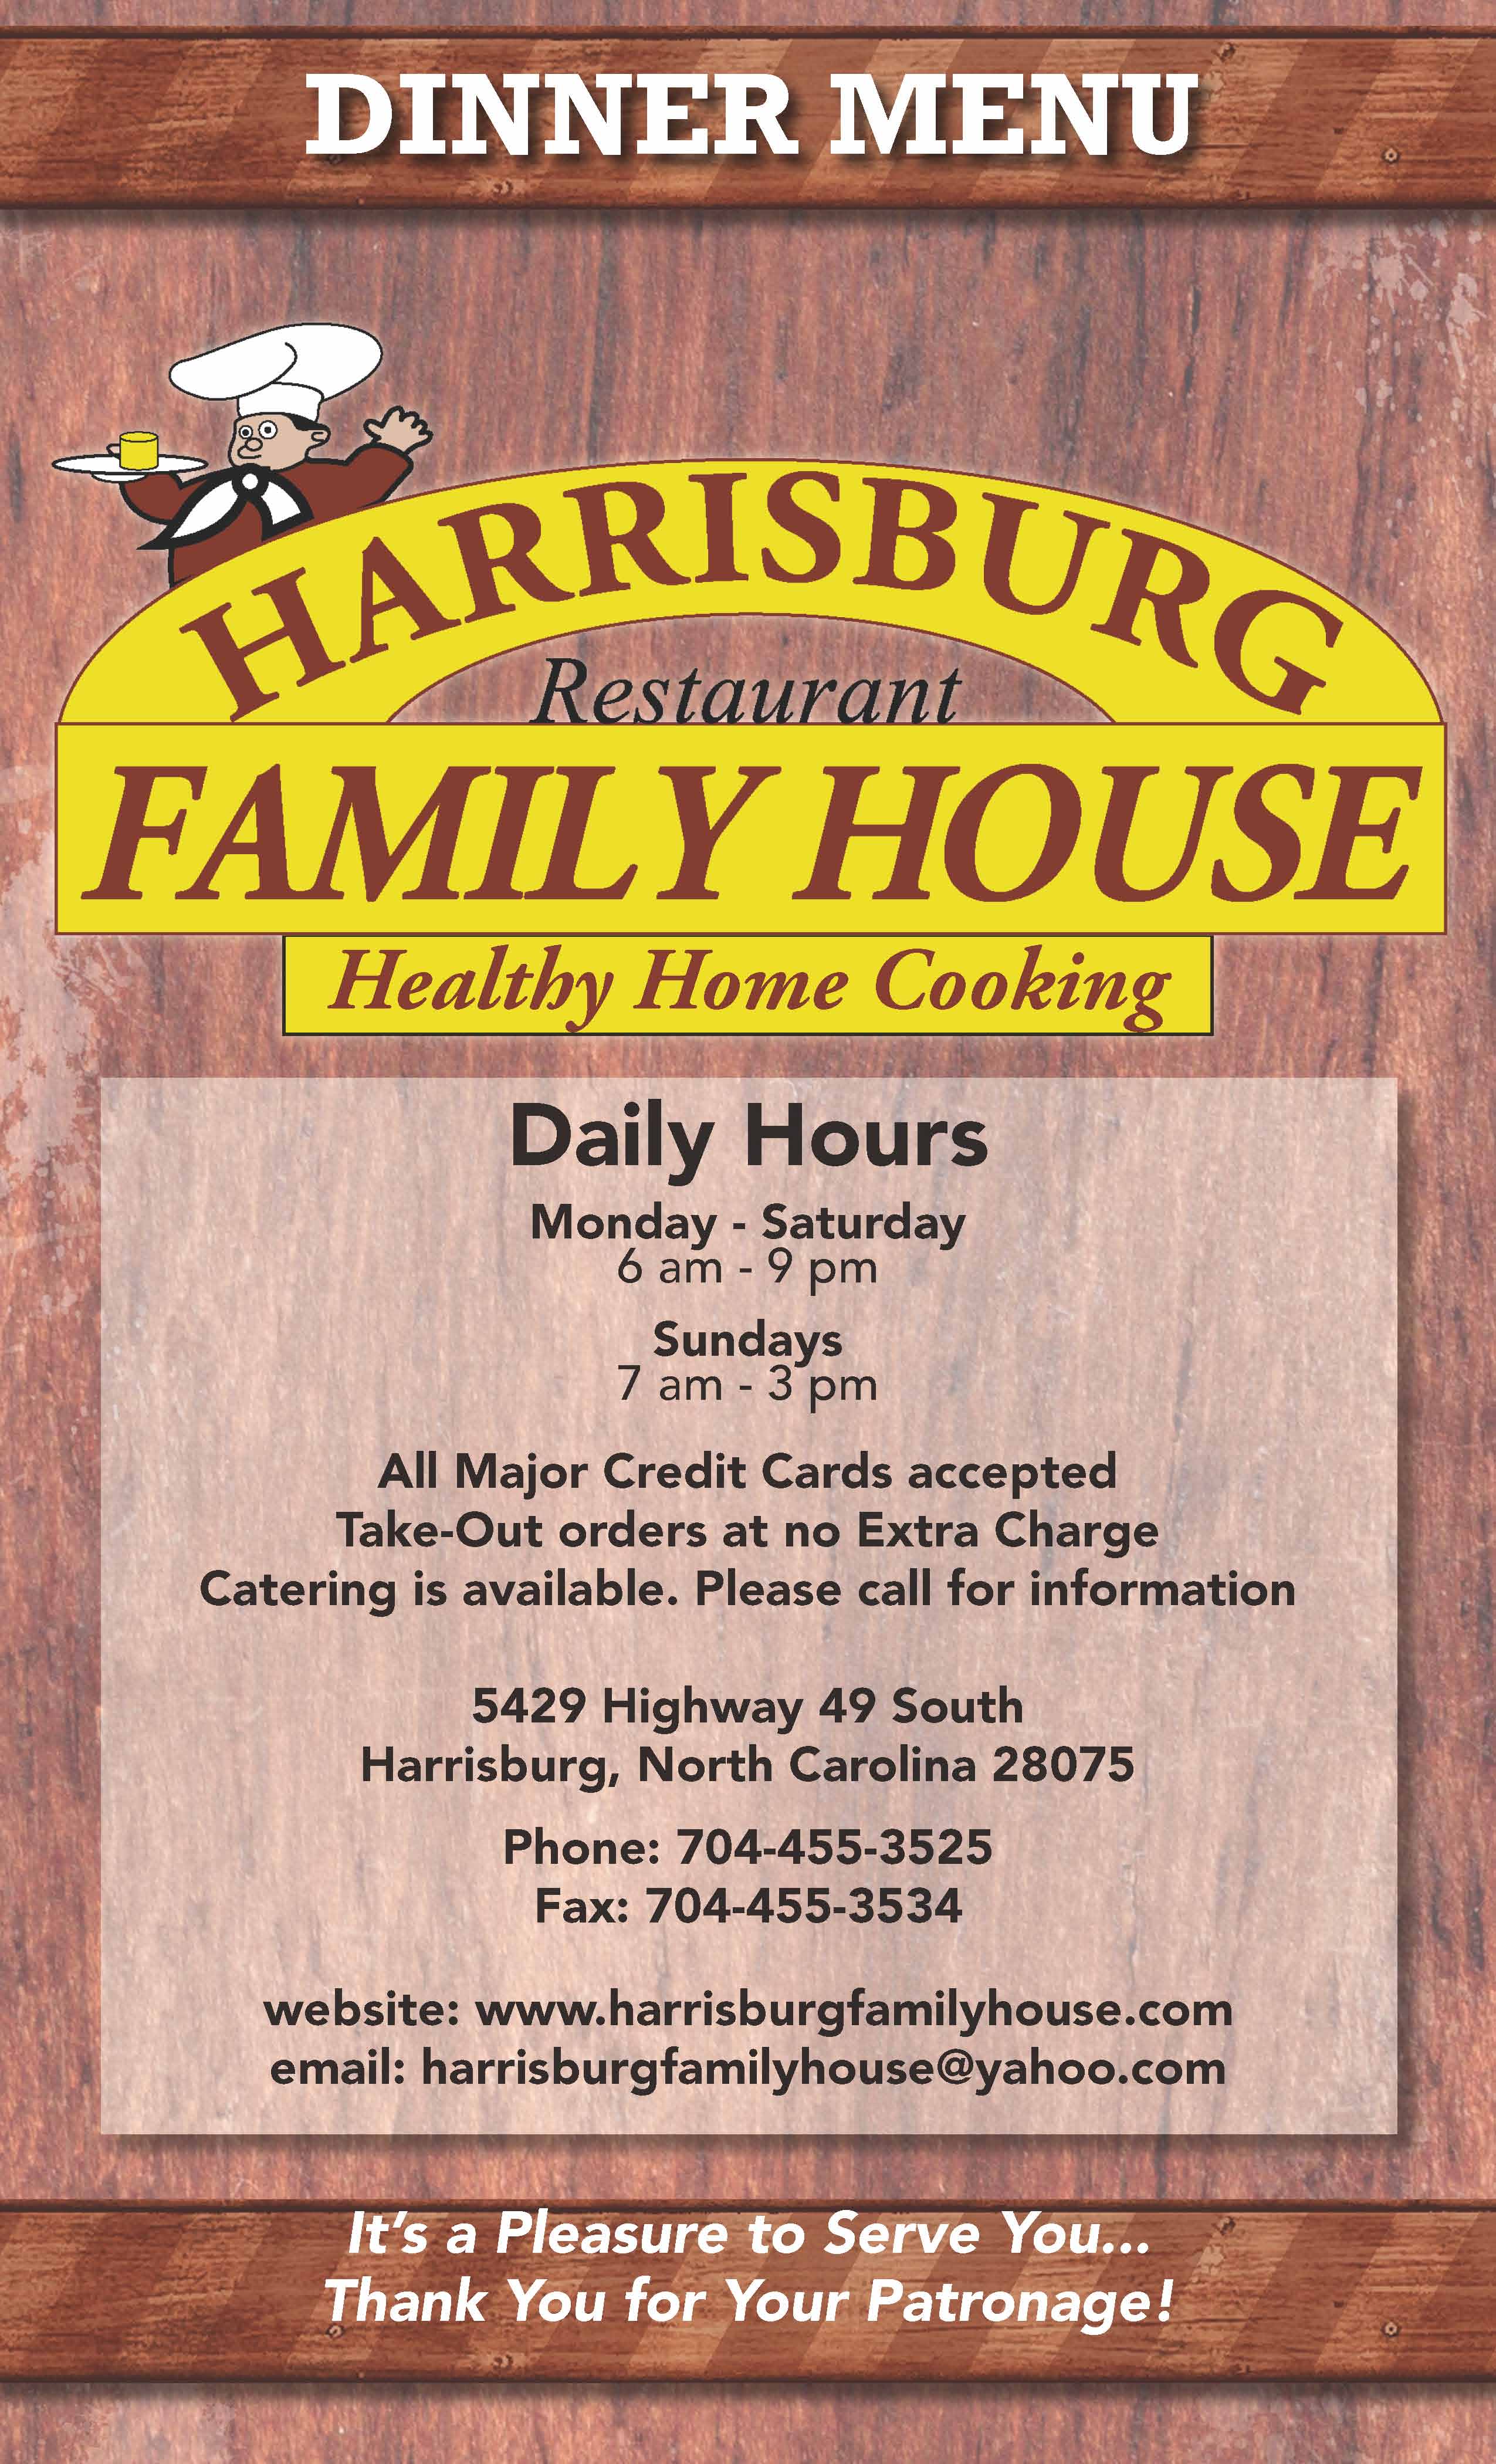 DINNER MENU
HARRISBURG
Restaurant
FAMILY HOUSE
Healthy Home Cooking
Daily Hours
Monday - Saturday
6 am - 9 pm
Sundays
7 am - 3 pm
All Major Credit Cards accepted
Take-Out orders at no Extra Charge
Catering is available. Please call for information
5429 Highway 49 South
Harrisburg, North Carolina 28075
Phone: 704-455-3525
Fax: 704-455-3534
website: www.harrisburgfamilyhouse.com
email: harrisburgfamilyhouse@yahoo.com
It’s a Pleasure to Serve You...
Thank You for Your Patronage!